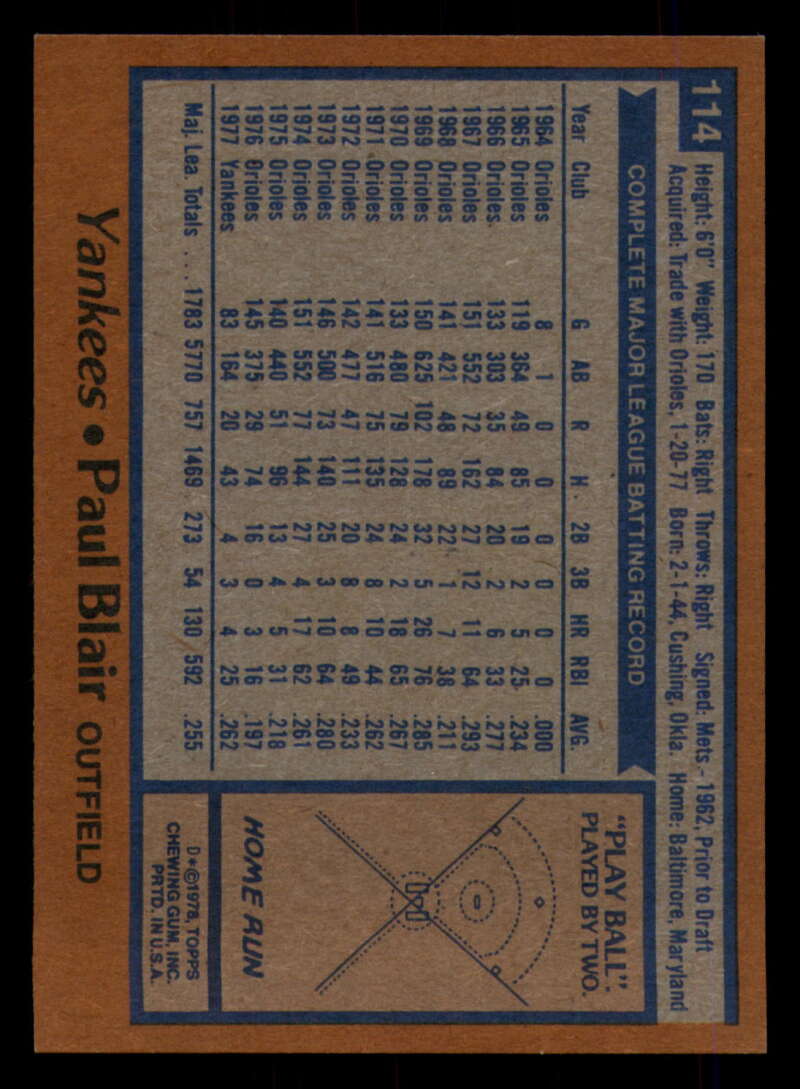 114
Height: 6'0" Weight: 170 Bats: Right Throws: Right Signed: Mets - 1962, Prior to Draft
Acquired: Trade with Orioles, 1-20-77 Born: 2-1-44, Cushing, Okla. Home: Baltimore, Maryland
COMPLETE MAJOR LEAGUE BATTING RECORD
Year Club G AB R H. 2B 3B HR RBI AVG.
1964 Orioles 8 1 0 0 0 0 0 0 .000
1965 Orioles 119 364 49 85 19 2 5 25 .234
1966 Orioles 133 303 35 84 20 2 6 33 .277
1967 Orioles 151 552 72 162 27 12 11 64 .293
1968 Orioles 141 421 48 89 22 1 7 38 .211
1969 Orioles 150 625 102 178 32 5 26 76 .285
1970 Orioles 133 480 79 128 24 2 18 65 .267
1971 Orioles 141 516 75 135 24 8 10 44 .262
1972 Orioles 142 477 47 111 20 8 8 49 .233
1973 Orioles 146 500 73 140 25 3 10 64 .280
1974 Orioles 151 552 77 144 27 4 17 62 .261
1975 Orioles 140 440 51 96 13 4 5 31 .218
1976 Orioles 145 375 29 74 16 0 3 16 .197
1977 Yankees 83 164 20 43 4 3 4 25 .262
Maj. Lea. Totals ... 1783 5770 757 1469 273 54 130 592 .255
"PLAY BALL":
PLAYED BY TWO.
HOME RUN
D*©1978, TOPPS
CHEWING GUM, INC.
PRTD. IN U.S.A.
Yankees • Paul Blair OUTFIELD